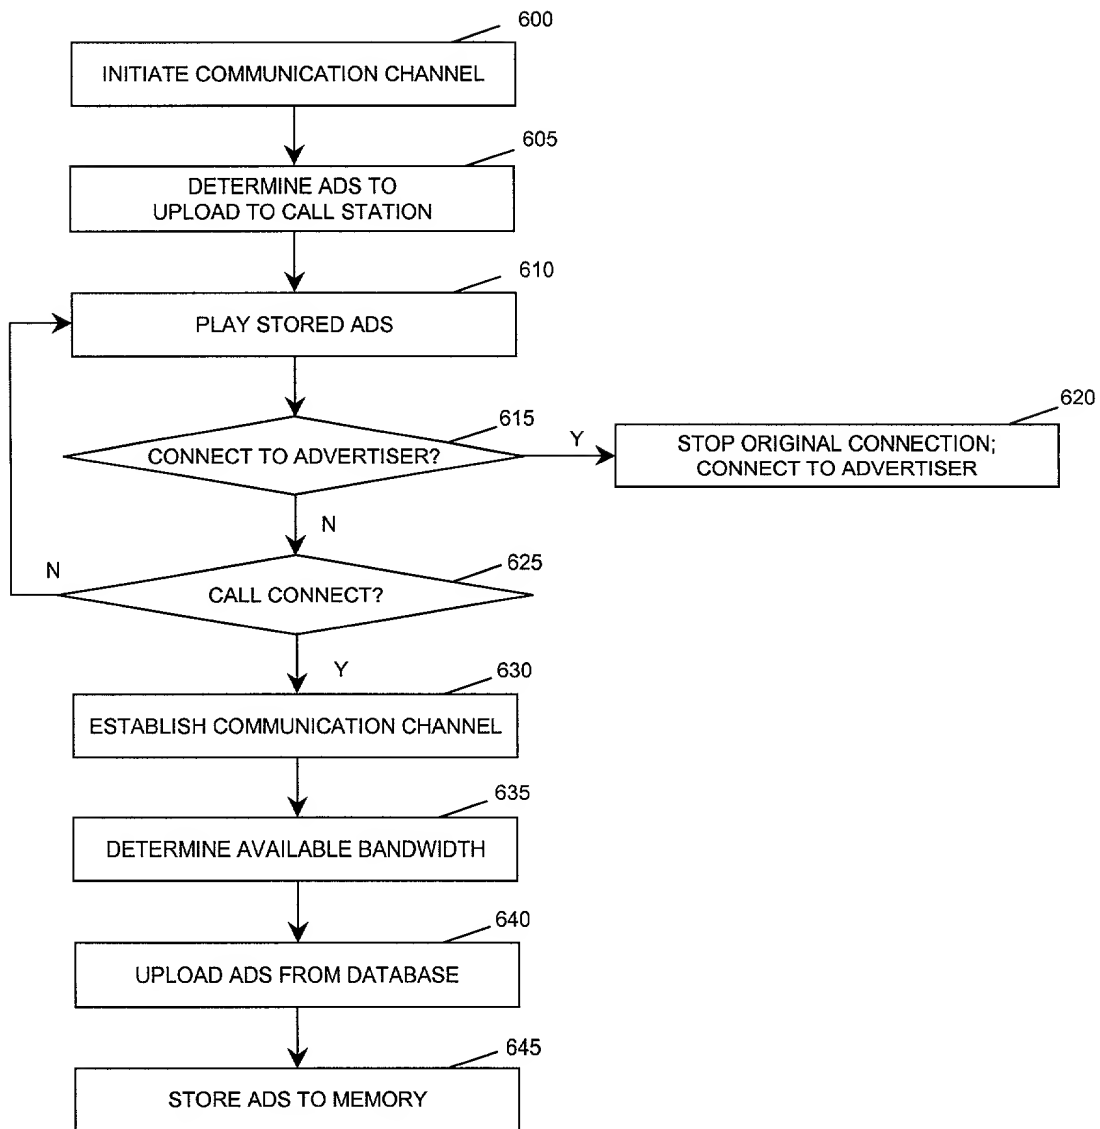 600
INITIATE COMMUNICATION CHANNEL
605
DETERMINE ADS TO
UPLOAD TO CALL STATION
610
PLAY STORED ADS
615
CONNECT TO ADVERTISER?
Y
620
STOP ORIGINAL CONNECTION;
CONNECT TO ADVERTISER
N
625
CALL CONNECT?
N
Y
630
ESTABLISH COMMUNICATION CHANNEL
635
DETERMINE AVAILABLE BANDWIDTH
640
UPLOAD ADS FROM DATABASE
645
STORE ADS TO MEMORY